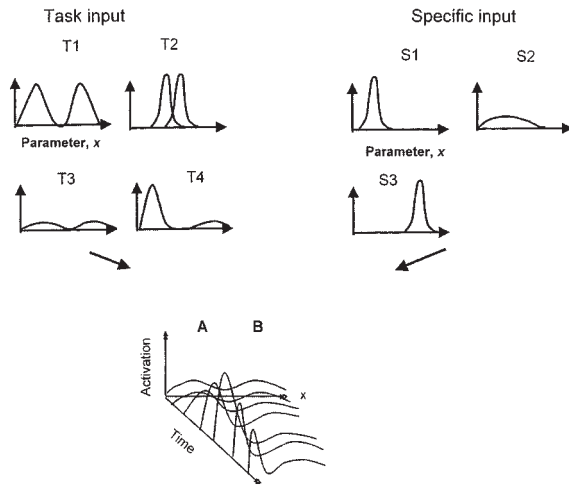 Task input
Specific input
T1
T2
S1
S2
Parameter, x
Parameter, x
T3
T4
S3
A
B
Activation
x
Time